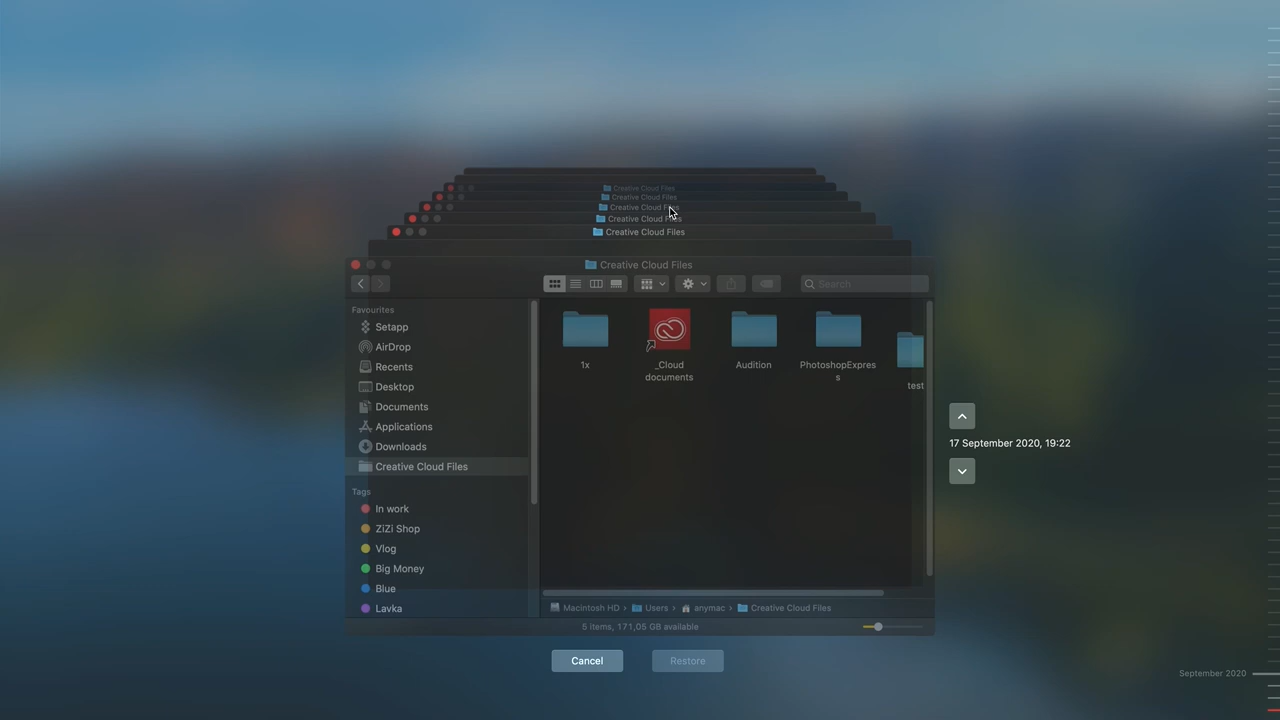 Creative Cloud Files
Creative Cloud Files
Creative Cloud Files
Creative Cloud Files
Creative Cloud Files
Creative Cloud Files
Search
Favourites
Setapp
AirDrop
Recents
Desktop
Documents
Applications
Downloads
Creative Cloud Files
Tags
In work
ZiZi Shop
Vlog
Big Money
Blue
Lavka
1x
_Cloud
documents
Audition
PhotoshopExpres
s
test
17 September 2020, 19:22
Macintosh HD › Users › anymac › Creative Cloud Files
5 items, 171,05 GB available
Cancel
Restore
September 2020